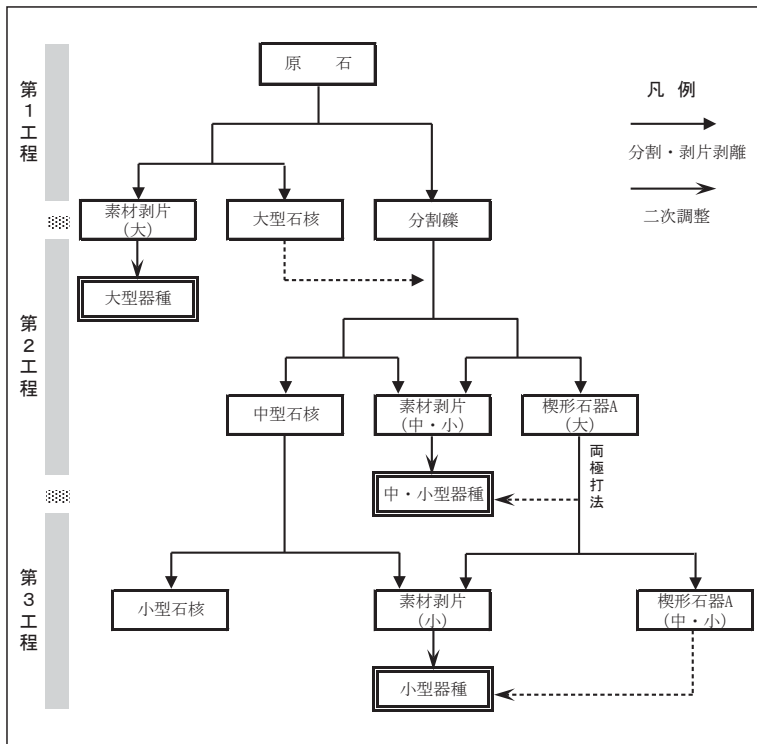 第1工程
原　石
凡 例
分割・剥片剥離
二次調整
素材剥片
(大)
大型石核
分割礫
大型器種
第2工程
中型石核
素材剥片
(中・小)
楔形石器A
(大)
両極打法
中・小型器種
第3工程
小型石核
素材剥片
(小)
楔形石器A
(中・小)
小型器種